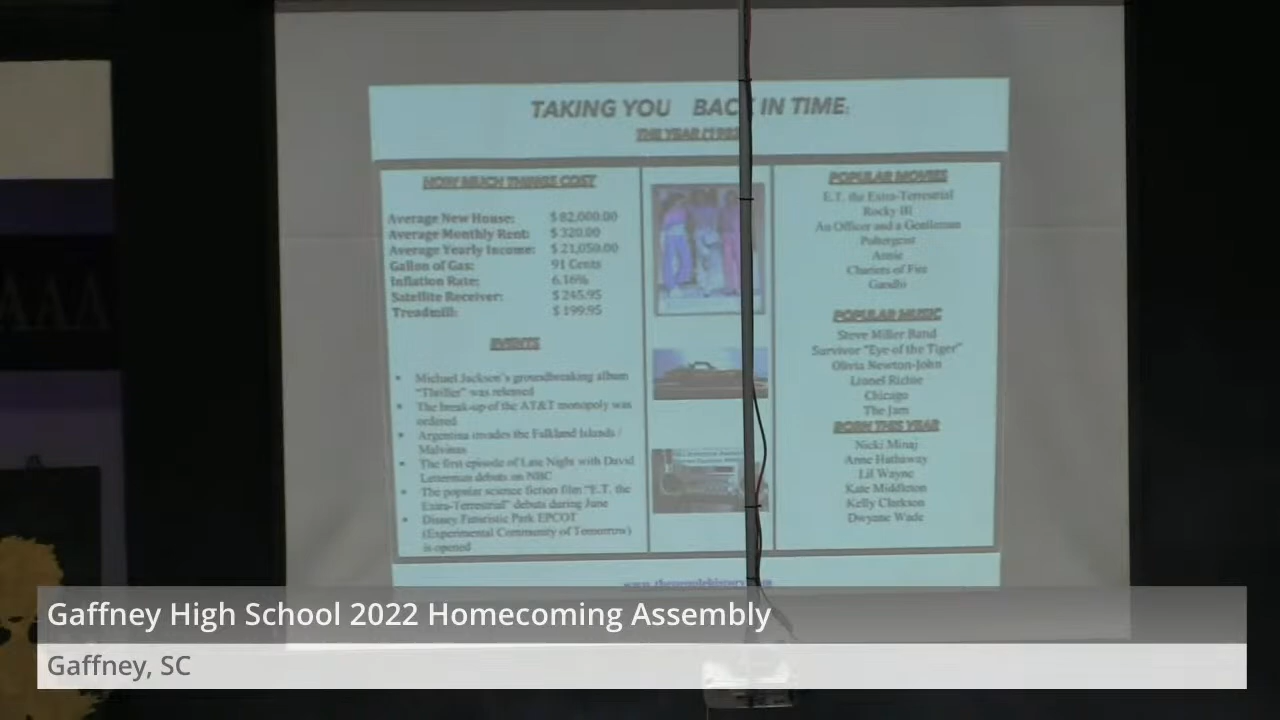 TAKING YOU BACK IN TIME:
THE YEAR (1982
HOW MUCH THINGS COST
Average New House: $ 82,000.00
Average Monthly Rent: $ 320.00
Average Yearly Income: $ 21,050.00
Gallon of Gas: 91 Cents
Inflation Rate: 6.16%
Satellite Receiver: $ 245.95
Treadmill: $ 199.95
EVENTS
• Michael Jackson's groundbreaking album
"Thriller" was released
• The break-up of the AT&T monopoly was
ordered
• Argentina invades the Falkland Islands /
Malvinas
• The first episode of Late Night with David
Letterman debuts on NBC
• The popular science fiction film "E.T. the
Extra-Terrestrial" debuts during June
• Disney Futuristic Park EPCOT
(Experimental Community of Tomorrow)
is opened
POPULAR MOVIES
E.T. the Extra-Terrestrial
Rocky III
An Officer and a Gentleman
Poltergeist
Annie
Chariots of Fire
Gandhi
POPULAR MUSIC
Steve Miller Band
Survivor "Eye of the Tiger"
Olivia Newton-John
Lionel Richie
Chicago
The Jam
BORN THIS YEAR
Nicki Minaj
Anne Hathaway
Lil Wayne
Kate Middleton
Kelly Clarkson
Dwyane Wade
AAA
Gaffney High School 2022 Homecoming Assembly
Gaffney, SC